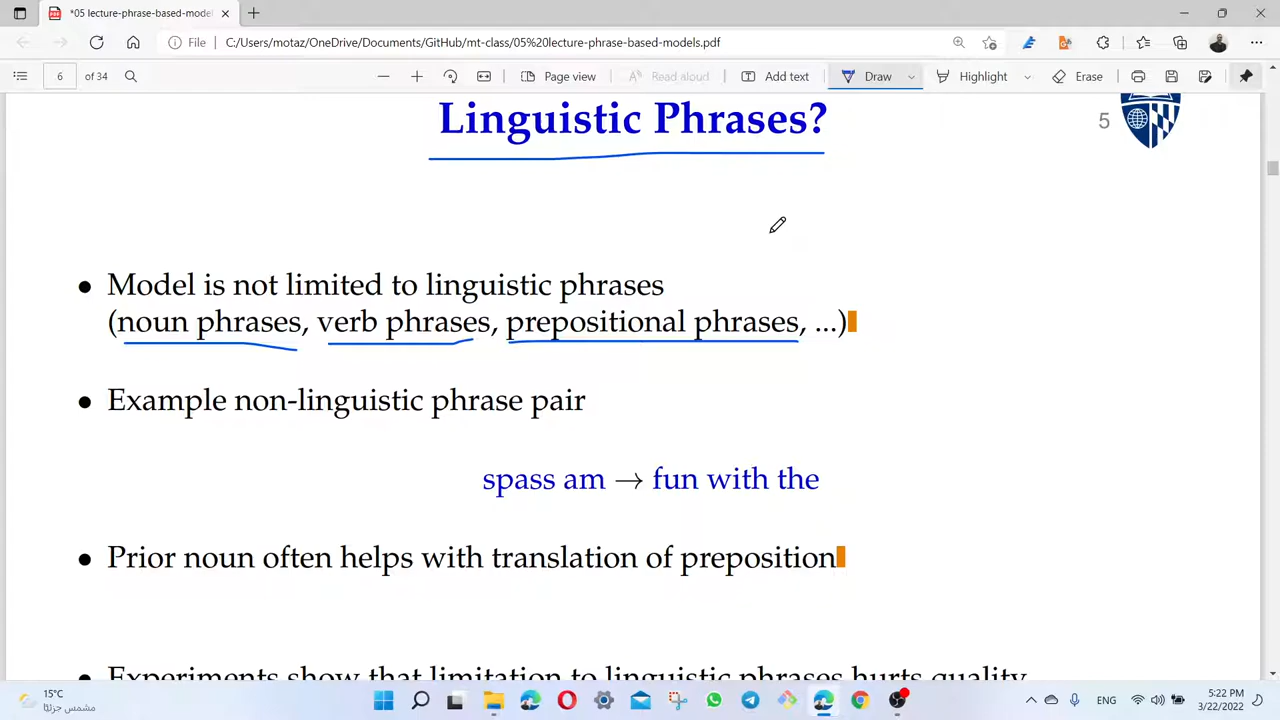 *05 lecture-phrase-based-model
File
C:/Users/motaz/OneDrive/Documents/GitHub/mt-class/05%20lecture-phrase-based-models.pdf
6 of 34
Page view
Read aloud
Add text
Draw
Highlight
Erase
Linguistic Phrases?
5
• Model is not limited to linguistic phrases
(noun phrases, verb phrases, prepositional phrases, ...)
• Example non-linguistic phrase pair
spass am → fun with the
• Prior noun often helps with translation of preposition
• Experiments show that limitation to linguistic phrases hurts quality
15°C
مشمس جزئيًا
ENG
5:22 PM
3/22/2022